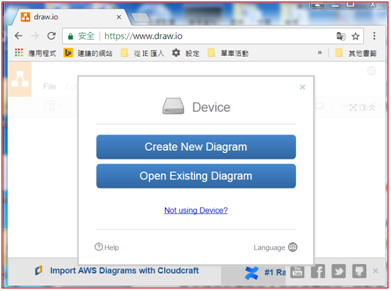 draw.io
安全 | https://www.draw.io
應用程式 建議的網站 從 IE 匯入 設定 單車活動 » 其他書籤
File
Device
Create New Diagram
Open Existing Diagram
Not using Device?
Help Language
Import AWS Diagrams with Cloudcraft #1 Ra